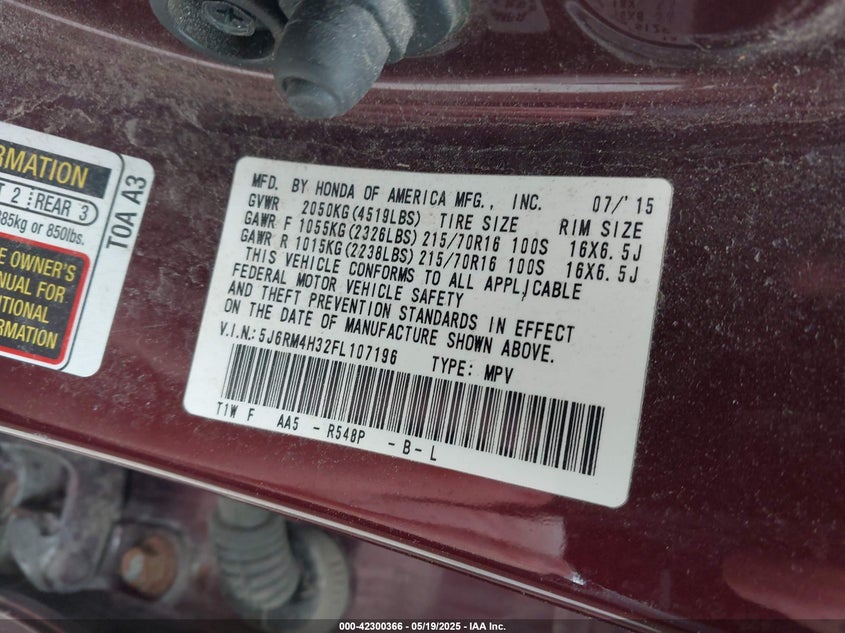 RMATION
T 2 REAR 3
385kg or 850lbs.
E OWNER'S
ANUAL FOR
ITIONAL
RMATION
TOA A3
MFD. BY HONDA OF AMERICA MFG., INC. 07/'15
GVWR 2050KG(4519LBS) TIRE SIZE RIM SIZE
GAWR F 1055KG(2326LBS) 215/70R16 100S 16X6.5J
GAWR R 1015KG(2238LBS) 215/70R16 100S 16X6.5J
THIS VEHICLE CONFORMS TO ALL APPLICABLE
FEDERAL MOTOR VEHICLE SAFETY
AND THEFT PREVENTION STANDARDS IN EFFECT
ON THE DATE OF MANUFACTURE SHOWN ABOVE.
V.I.N.: 5J6RM4H32FL107196 TYPE: MPV
T1W F AA5 - R548P - B - L
000-42300366 - 05/19/2025 - IAA Inc.